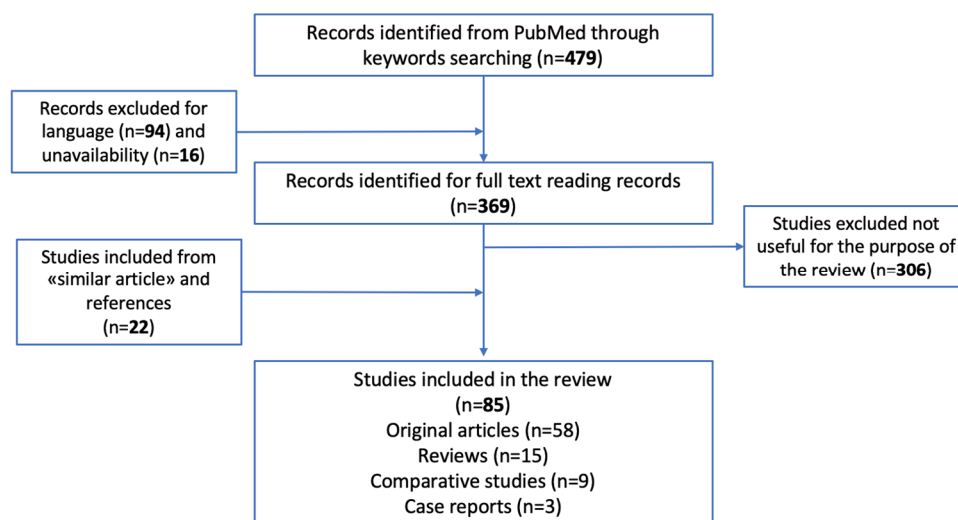 Records identified from PubMed through
keywords searching (n=479)
Records excluded for
language (n=94) and
unavailability (n=16)
Records identified for full text reading records
(n=369)
Studies excluded not
useful for the purpose of
the review (n=306)
Studies included from
«similar article» and
references
(n=22)
Studies included in the review
(n=85)
Original articles (n=58)
Reviews (n=15)
Comparative studies (n=9)
Case reports (n=3)